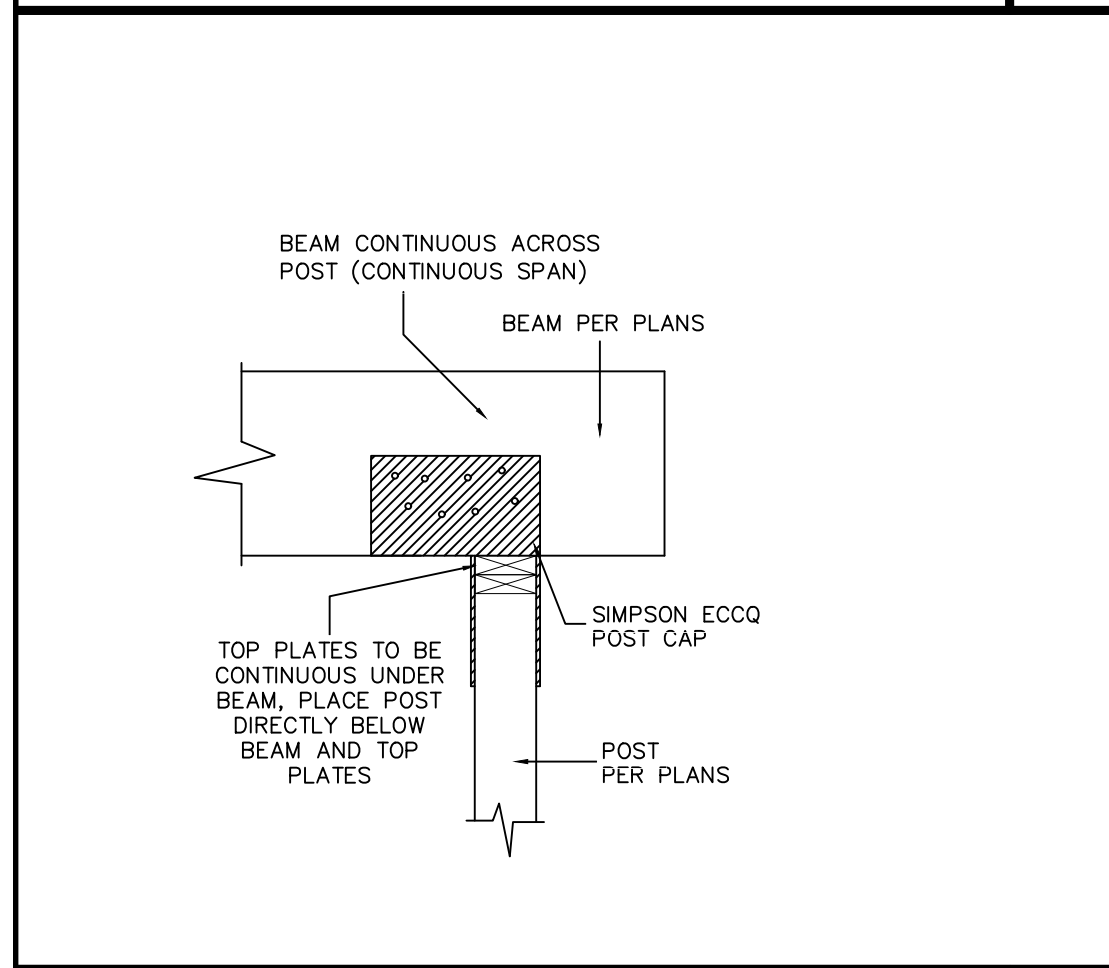 BEAM CONTINUOUS ACROSS
POST (CONTINUOUS SPAN)
BEAM PER PLANS
SIMPSON ECCQ
POST CAP
TOP PLATES TO BE
CONTINUOUS UNDER
BEAM, PLACE POST
DIRECTLY BELOW
BEAM AND TOP
PLATES
POST
PER PLANS